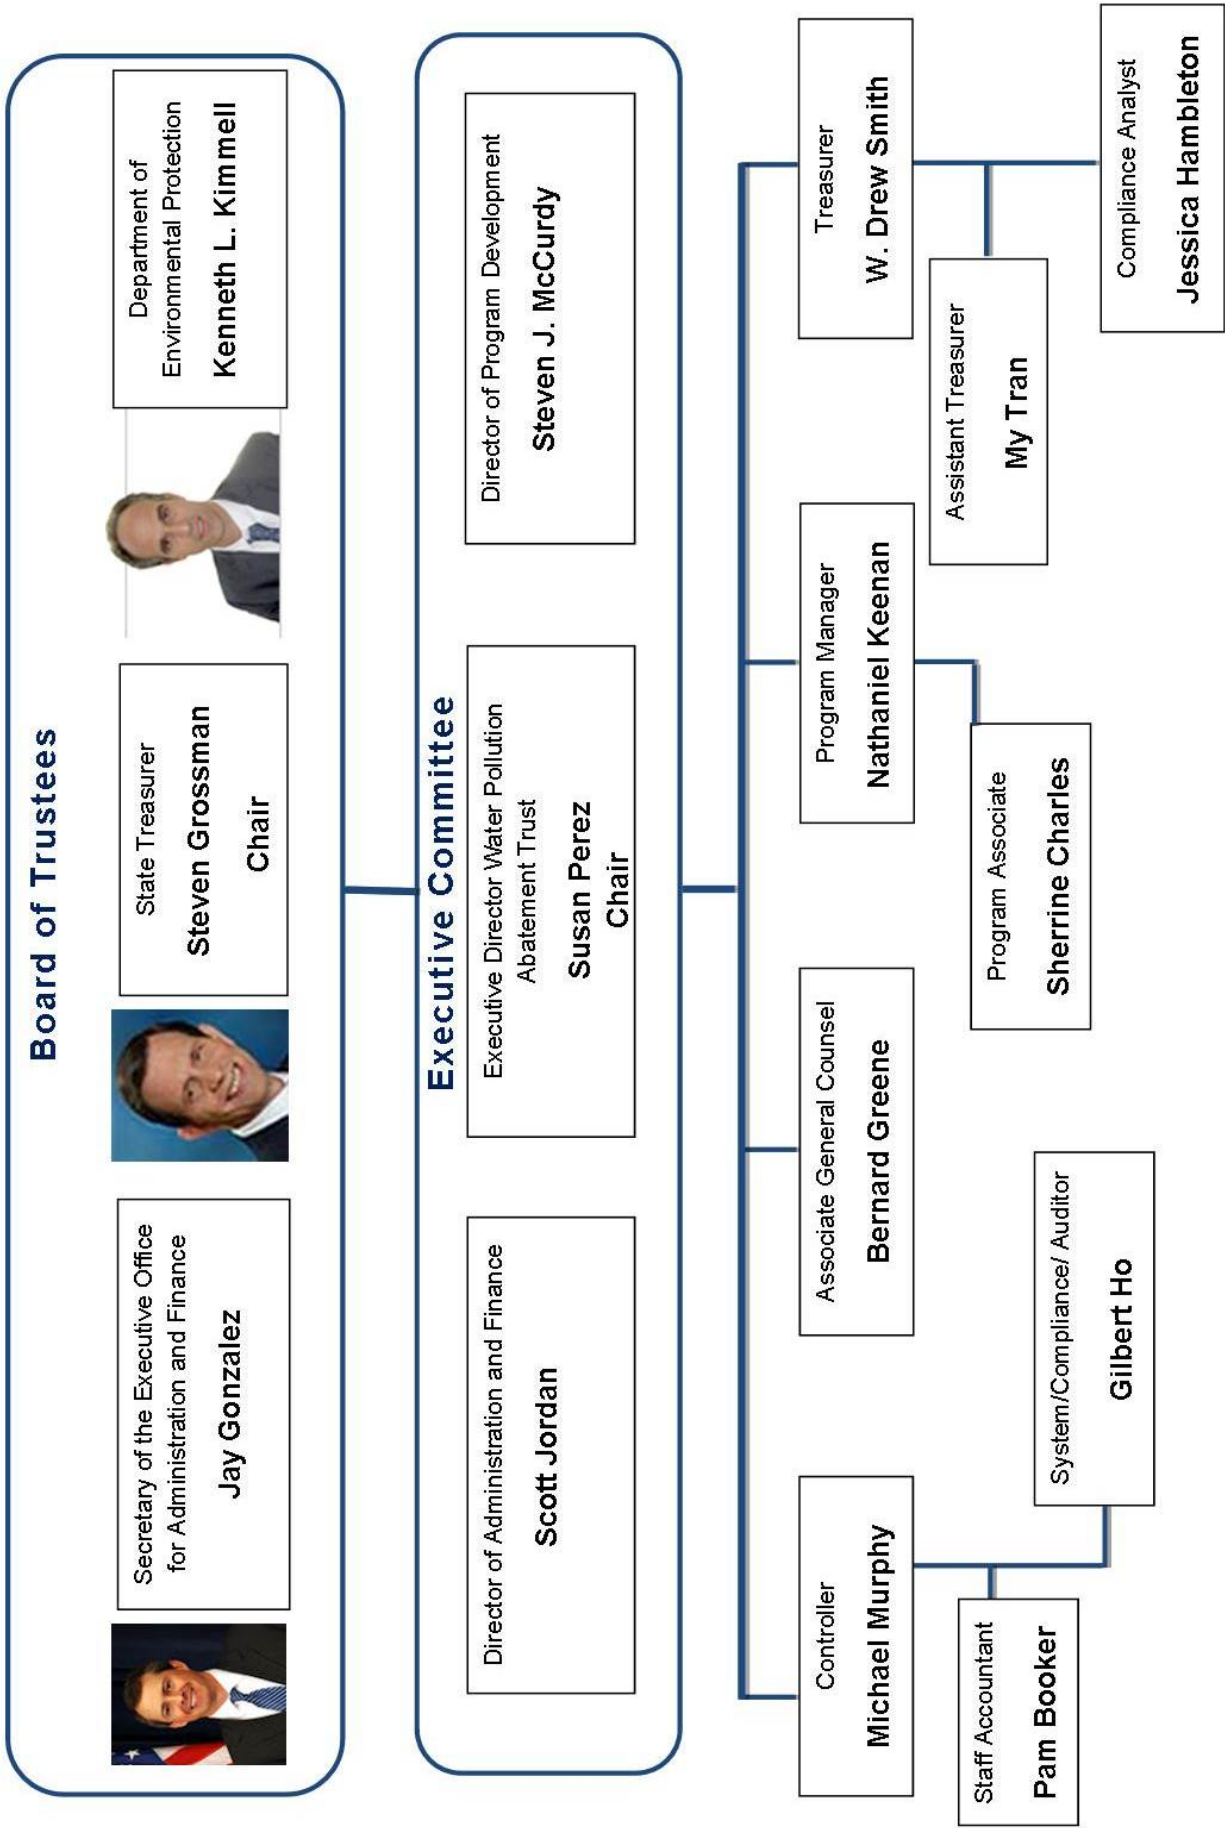 Board of Trustees
Secretary of the Executive Office
for Administration and Finance
Jay Gonzalez
State Treasurer
Steven Grossman
Chair
Department of
Environmental Protection
Kenneth L. Kimmell
Executive Committee
Director of Administration and Finance
Scott Jordan
Executive Director Water Pollution
Abatement Trust
Susan Perez
Chair
Director of Program Development
Steven J. McCurdy
Controller
Michael Murphy
Associate General Counsel
Bernard Greene
Program Manager
Nathaniel Keenan
Treasurer
W. Drew Smith
Staff Accountant
Pam Booker
System/Compliance/ Auditor
Gilbert Ho
Program Associate
Sherrine Charles
Assistant Treasurer
My Tran
Compliance Analyst
Jessica Hambleton